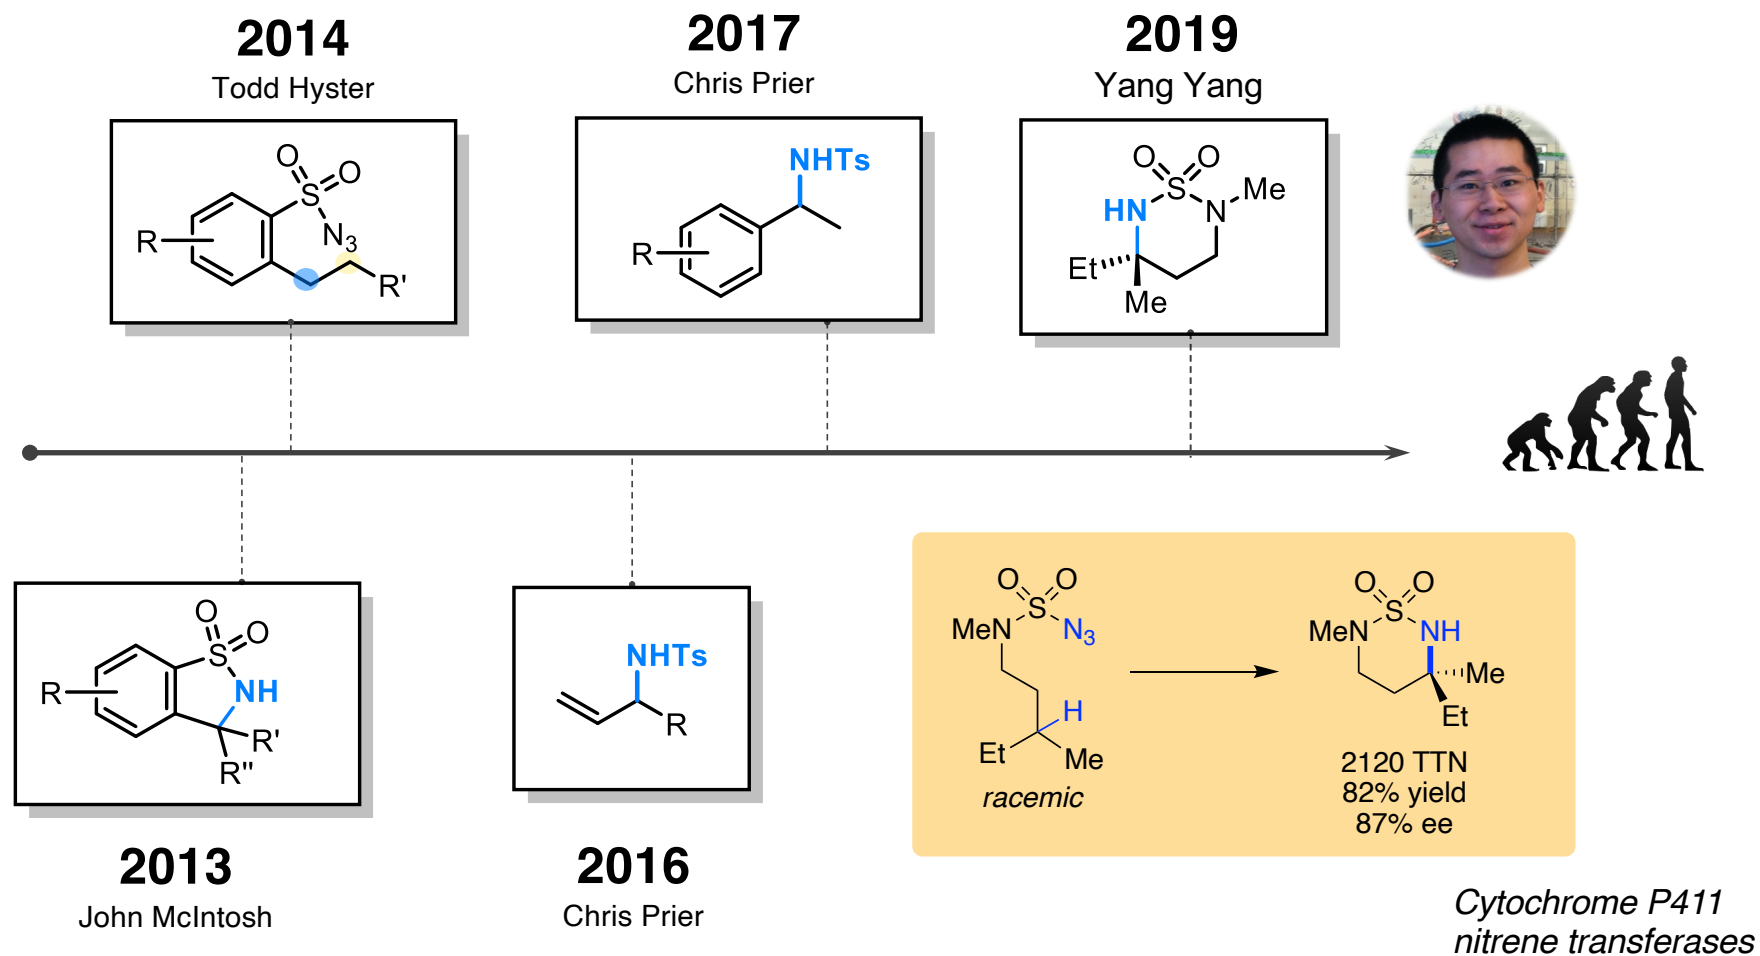 2014
Todd Hyster
O
O
S
N3
R
R'
2017
Chris Prier
NHTs
R
2019
Yang Yang
O
O
S
Me
HN
N
Et
Me
O
O
S
NH
R
R'
R"
2013
John McIntosh
NHTs
R
2016
Chris Prier
O
O
S
MeN
N3
H
Et
Me
racemic
O
O
S
MeN
NH
Me
Et
2120 TTN
82% yield
87% ee
Cytochrome P411
nitrene transferases